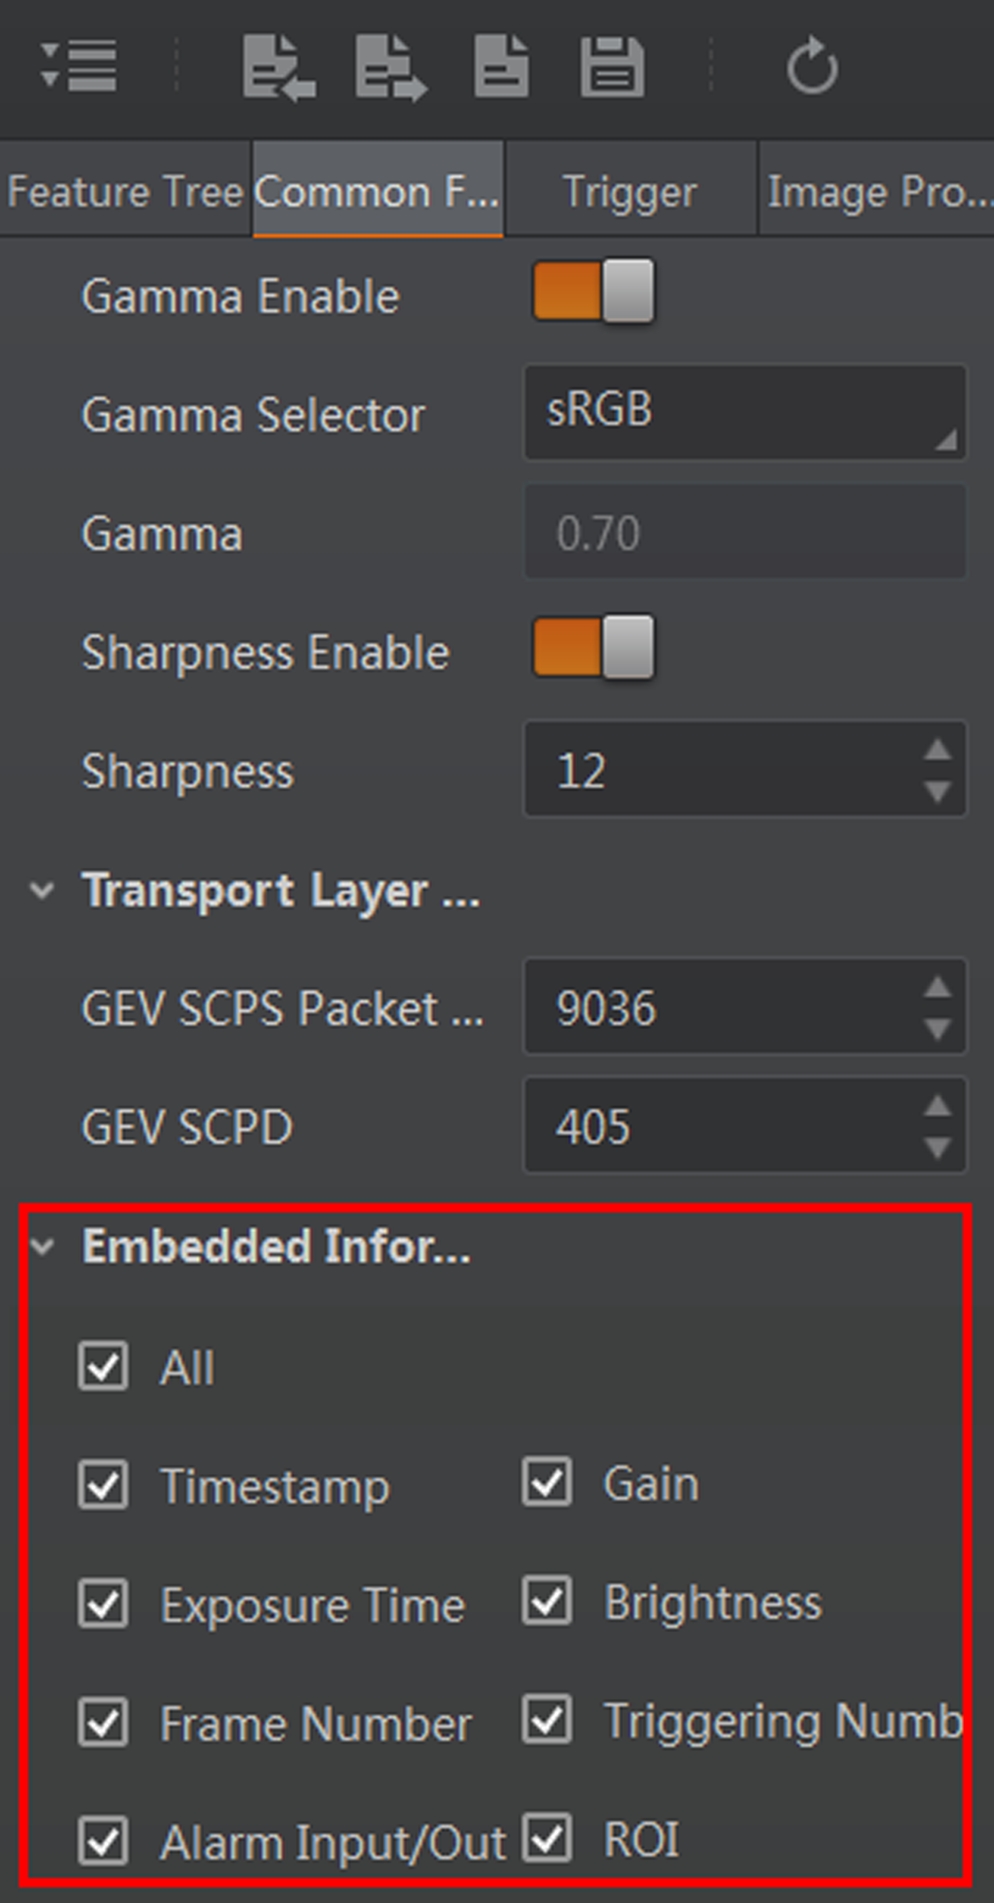 Feature Tree Common F... Trigger Image Pro...
Gamma Enable
Gamma Selector sRGB
Gamma 0.70
Sharpness Enable
Sharpness 12
Transport Layer ...
GEV SCPS Packet ... 9036
GEV SCPD 405
Embedded Infor...
All
Timestamp Gain
Exposure Time Brightness
Frame Number Triggering Numb
Alarm Input/Out ROI